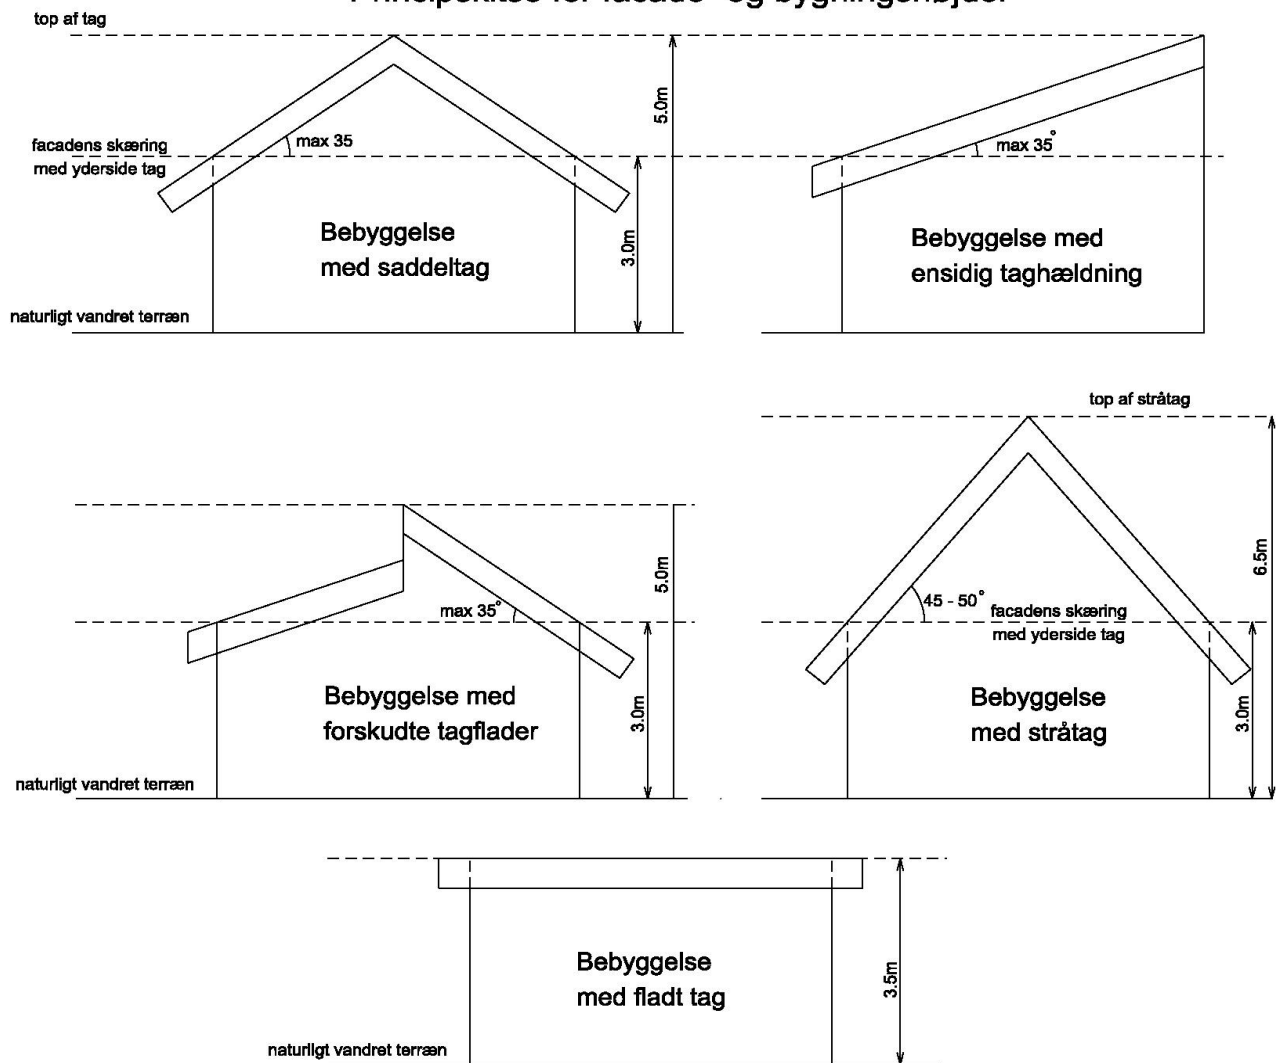 top af tag
facadens skæring
med yderside tag
max 35
5.0m
3.0m
Bebyggelse
med saddeltag
naturligt vandret terræn
max 35°
Bebyggelse med
ensidig taghældning
top af stråtag
max 35°
5.0m
3.0m
Bebyggelse med
forskudte tagflader
naturligt vandret terræn
45 - 50°
facadens skæring
med yderside tag
6.5m
3.0m
Bebyggelse
med stråtag
Bebyggelse
med fladt tag
3.5m
naturligt vandret terræn